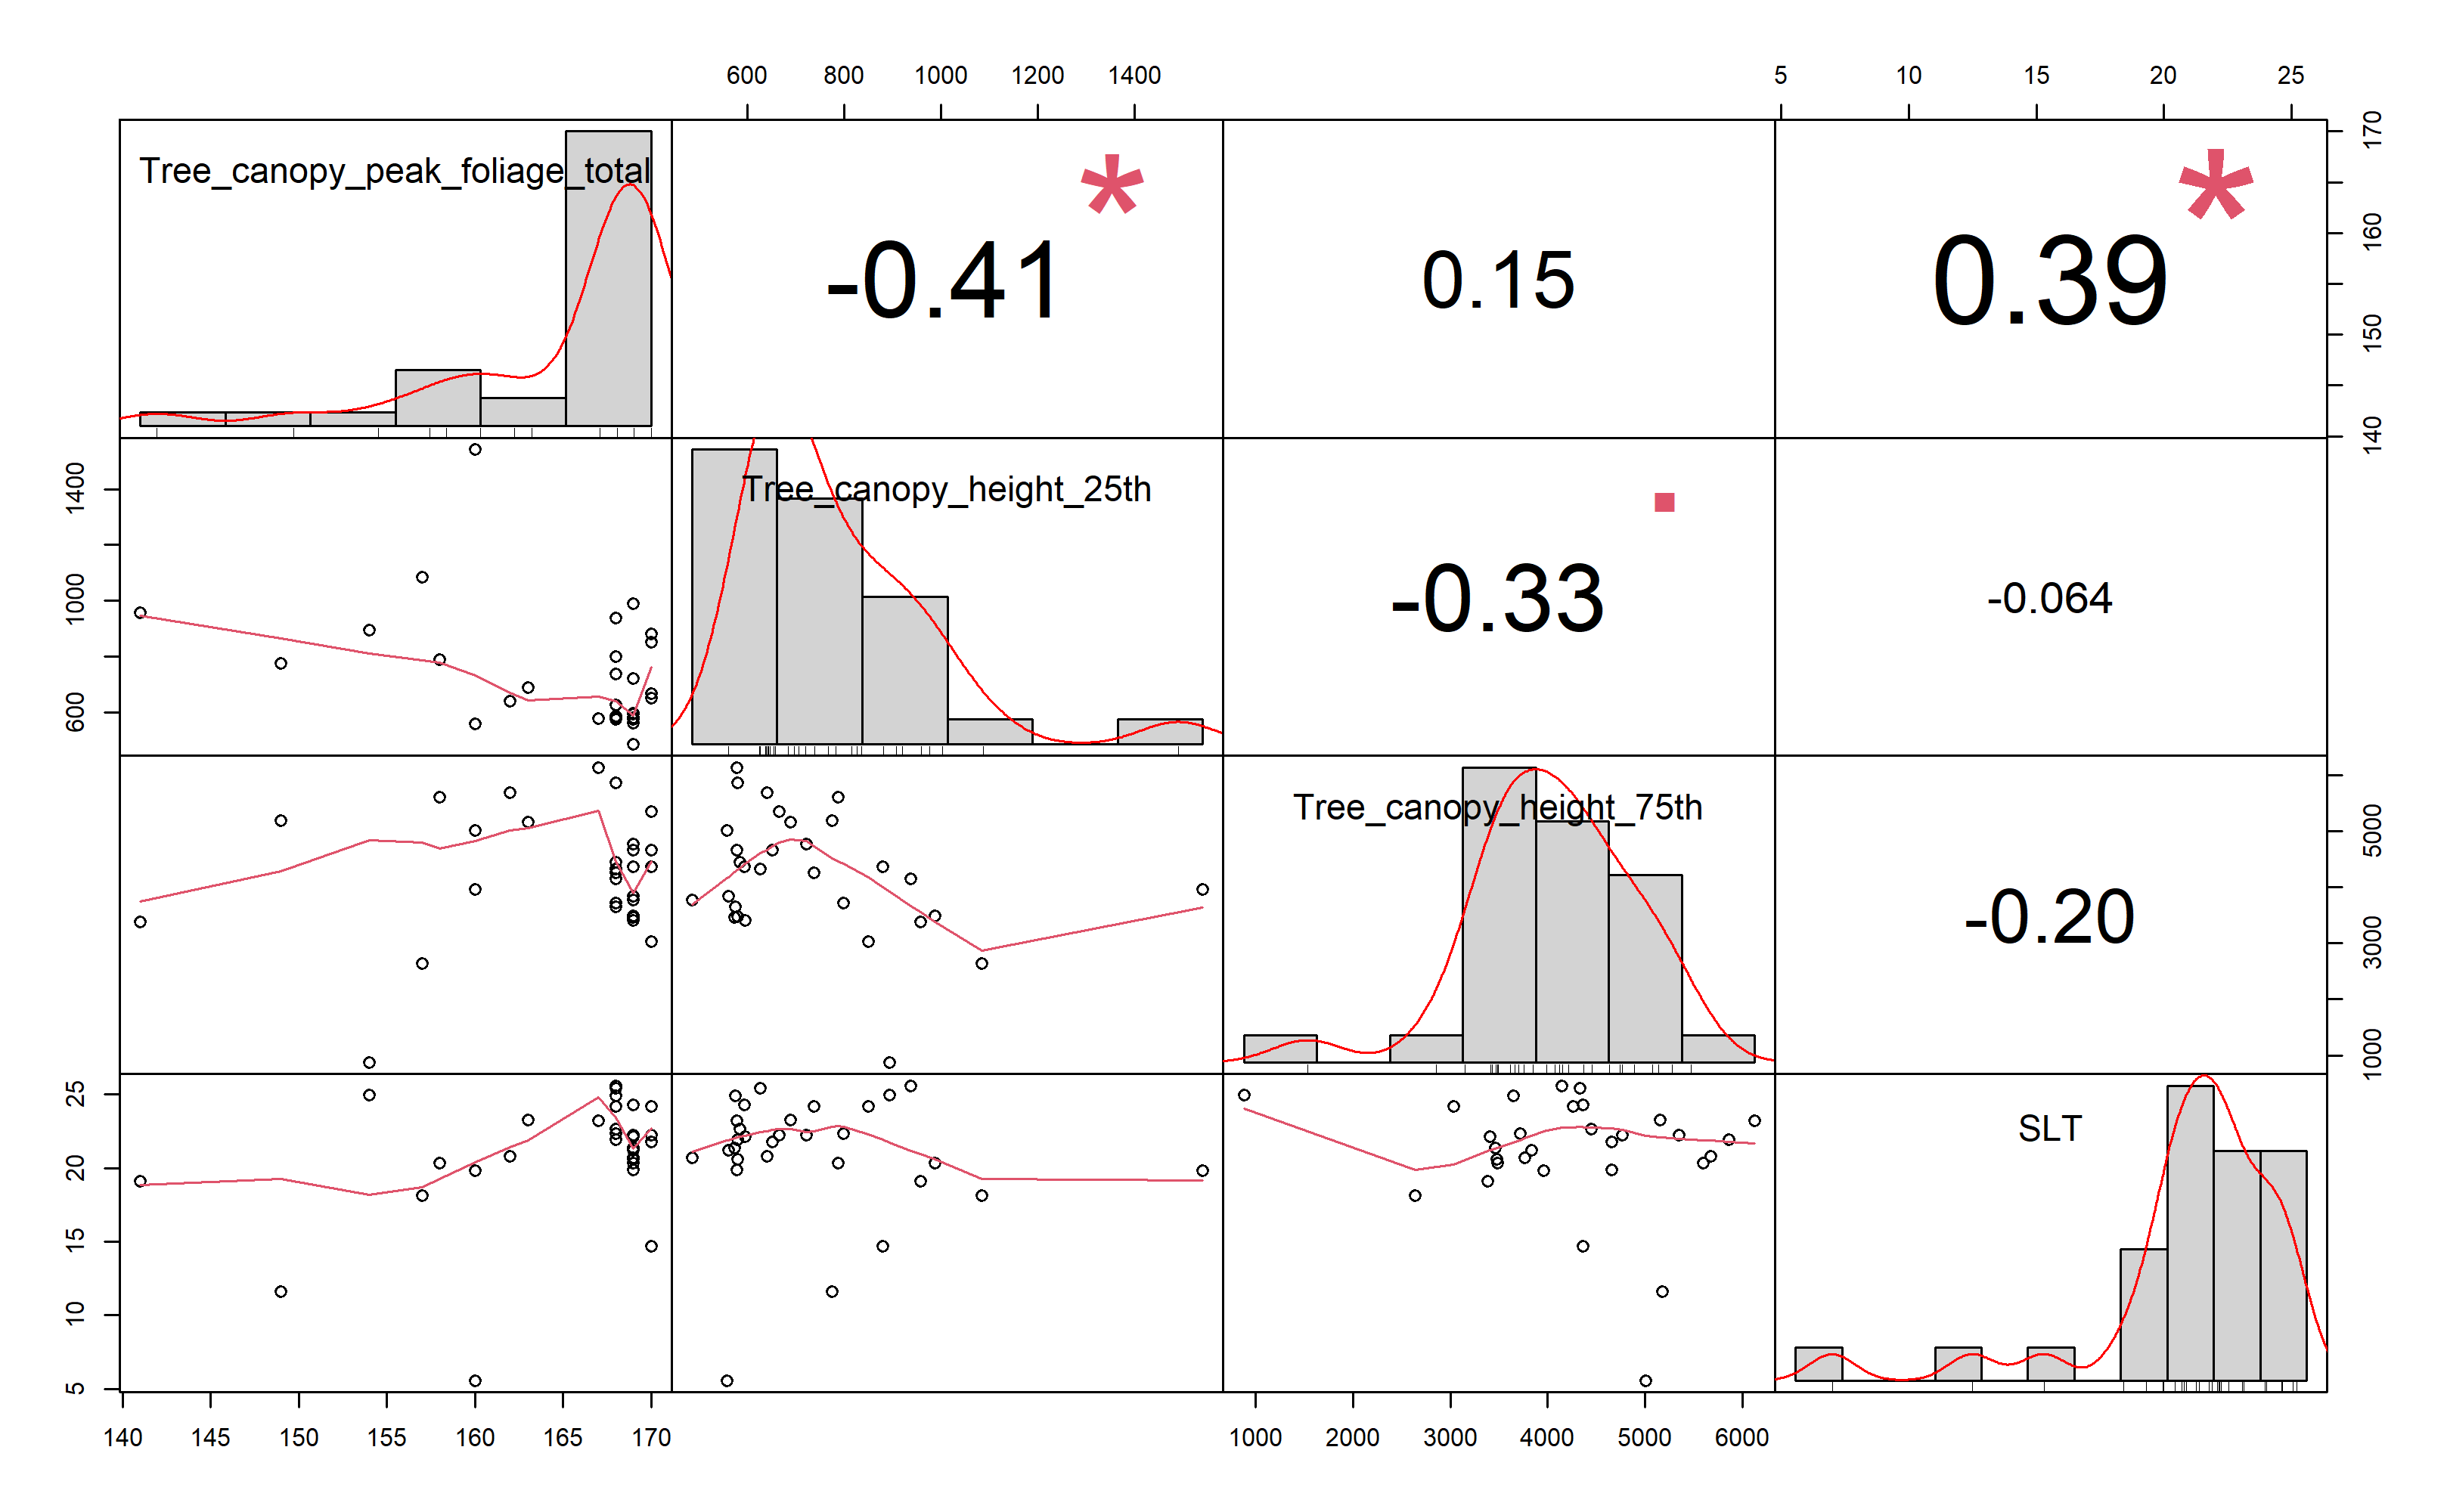 600 800 1000 1200 1400 5 10 15 20 25
Tree_canopy_peak_foliage_total
-0.41 *
0.15
0.39 *
140 150 160 170
600 1000 1400
Tree_canopy_height_25th
-0.33 .
-0.064
Tree_canopy_height_75th
-0.20
1000 3000 5000
5 10 15 20 25
SLT
140 145 150 155 160 165 170 1000 2000 3000 4000 5000 6000